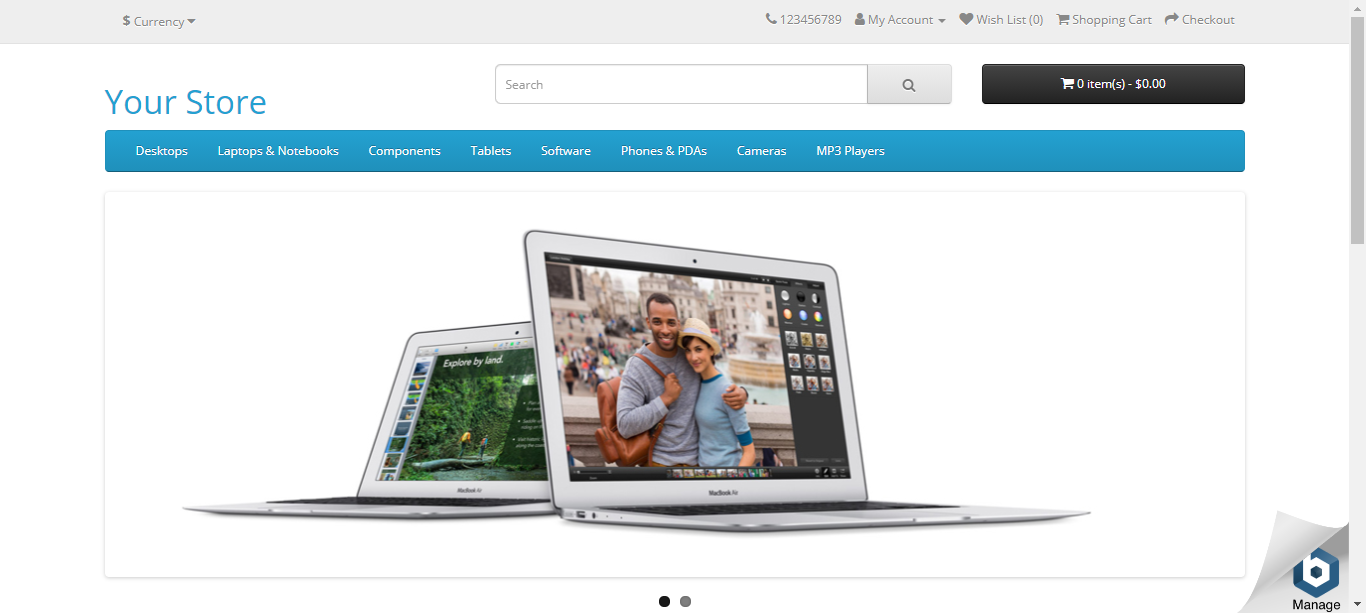 $ Currency
123456789 My Account Wish List (0) Shopping Cart Checkout
Your Store
Search
0 item(s) - $0.00
Desktops Laptops & Notebooks Components Tablets Software Phones & PDAs Cameras MP3 Players
Explore by land.
MacBook Air
MacBook Air
Manage